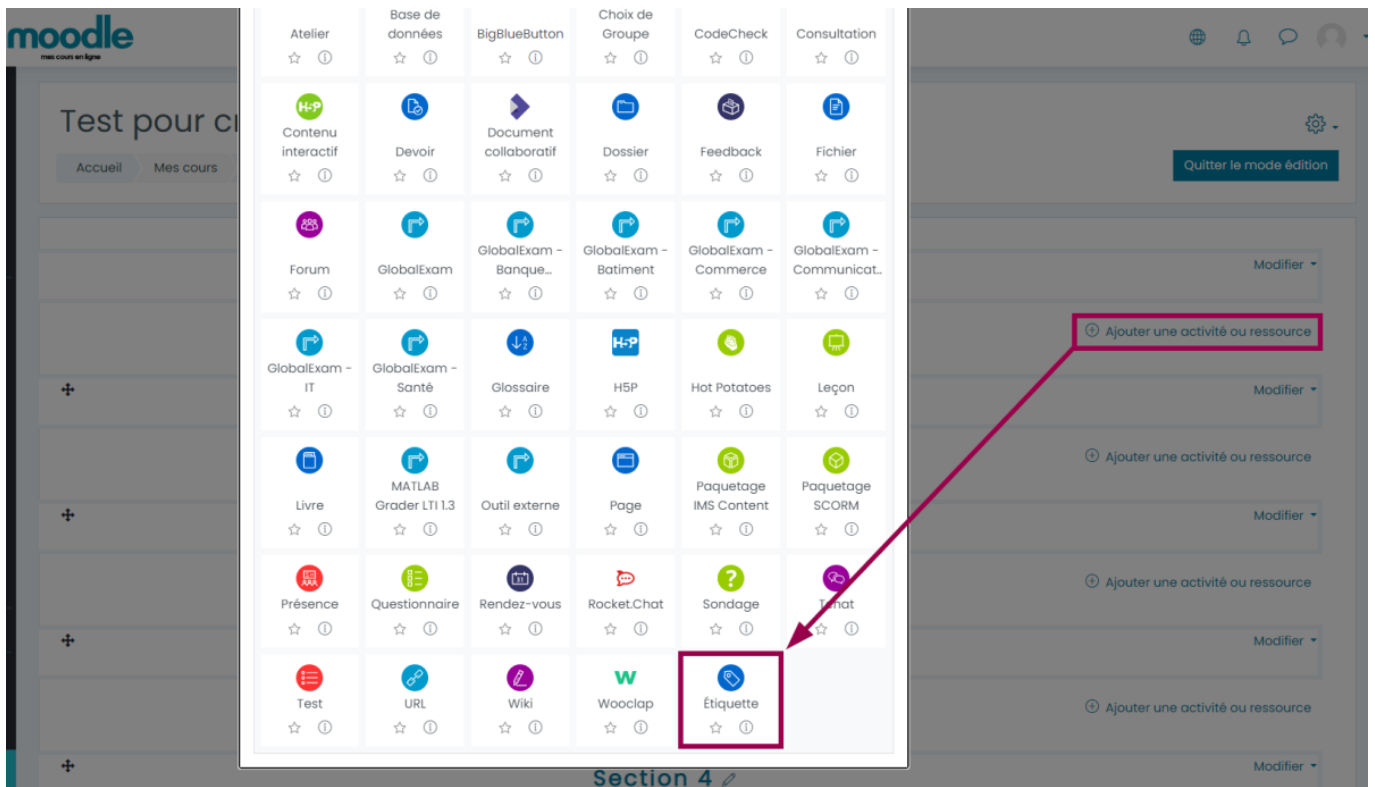 moodle
mes cours en ligne
Test pour cr
Accueil
Mes cours
Quitter le mode édition
Atelier
Base de
données
BigBlueButton
Choix de
Groupe
CodeCheck
Consultation
H-P
Contenu
interactif
Devoir
Document
collaboratif
Dossier
Feedback
Fichier
Forum
GlobalExam
GlobalExam -
Banque...
GlobalExam -
Batiment
GlobalExam -
Commerce
GlobalExam -
Communicat..
GlobalExam -
IT
GlobalExam -
Santé
Glossaire
H5P
H5P
Hot Potatoes
Leçon
Livre
MATLAB
Grader LTI 1.3
Outil externe
Page
Paquetage
IMS Content
Paquetage
SCORM
Présence
Questionnaire
31
Rendez-vous
Rocket.Chat
?
Sondage
Tchat
Test
URL
Wiki
W
Wooclap
Étiquette
Modifier
Ajouter une activité ou ressource
Modifier
Ajouter une activité ou ressource
Modifier
Ajouter une activité ou ressource
Modifier
Ajouter une activité ou ressource
Section 4
Modifier